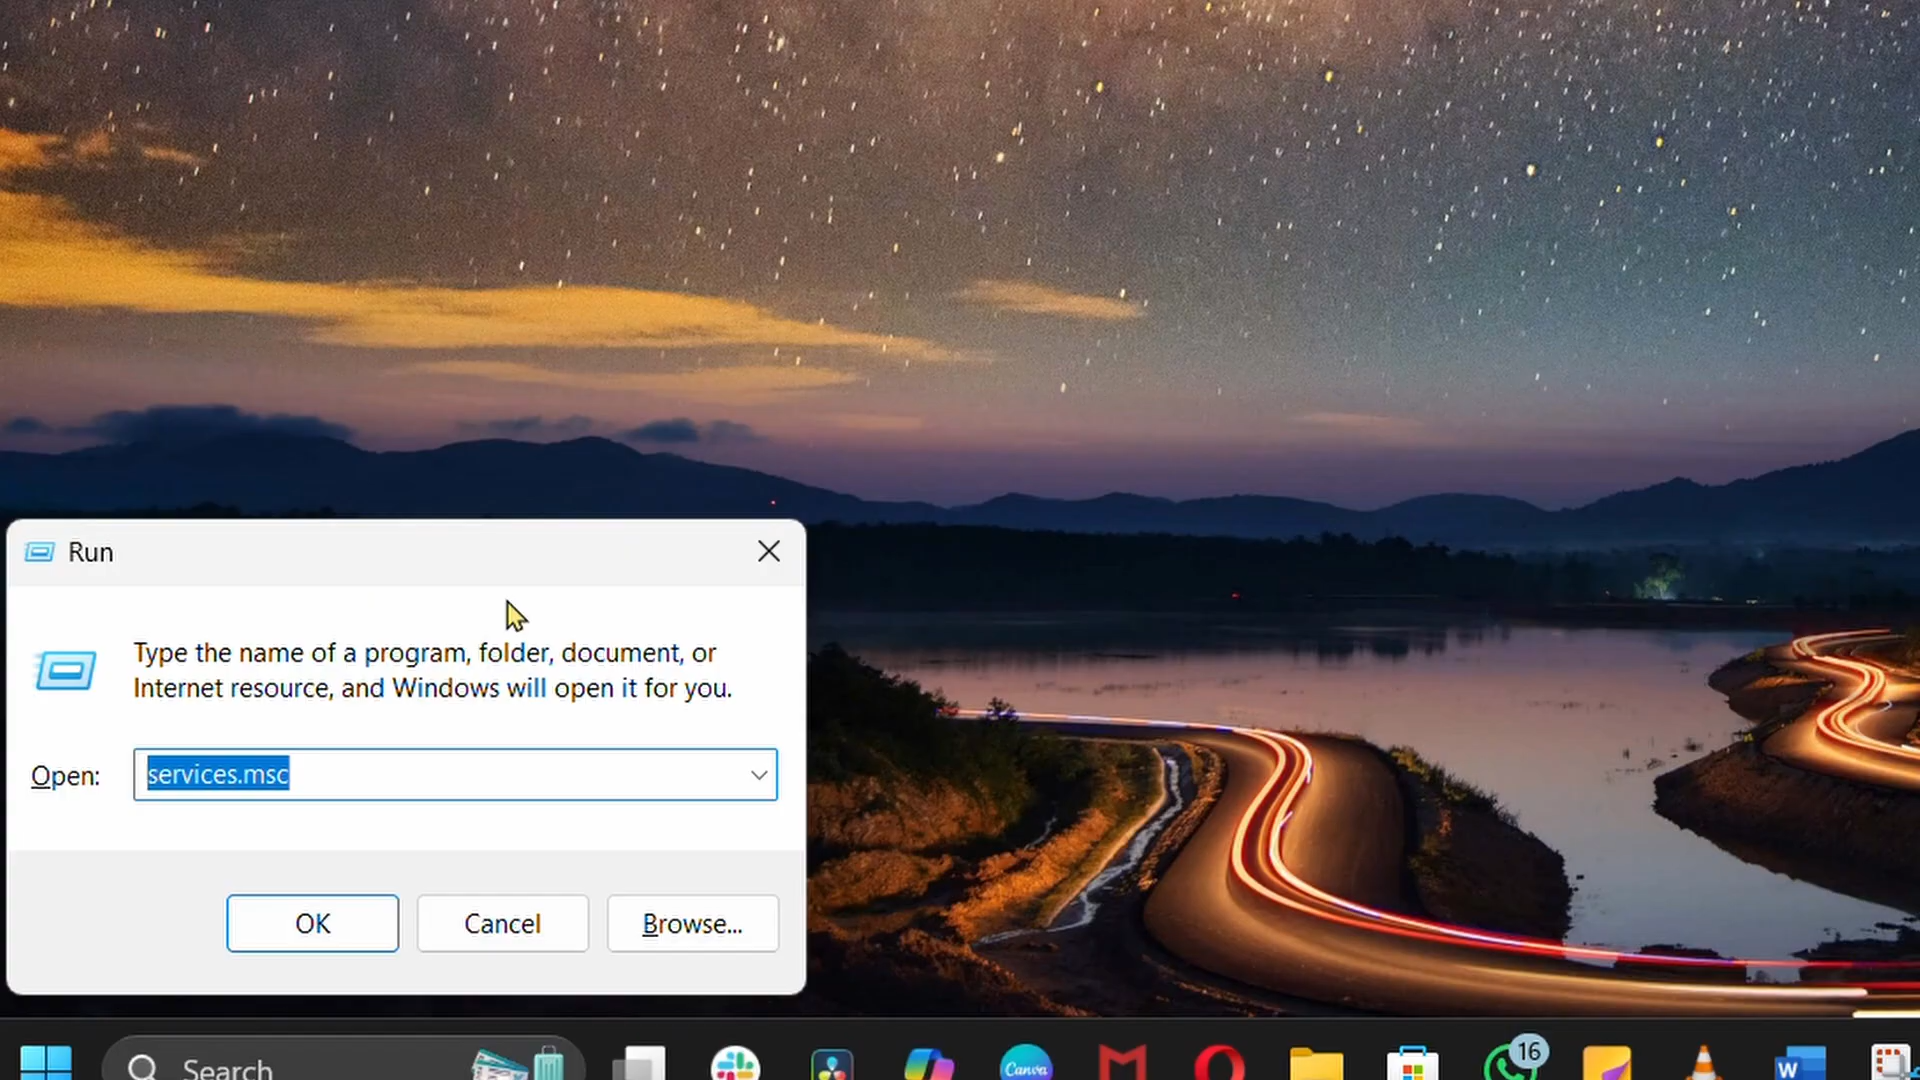 Run
Type the name of a program, folder, document, or
Internet resource, and Windows will open it for you.
Open: services.msc
OK Cancel Browse...
Search
Canva
16
W